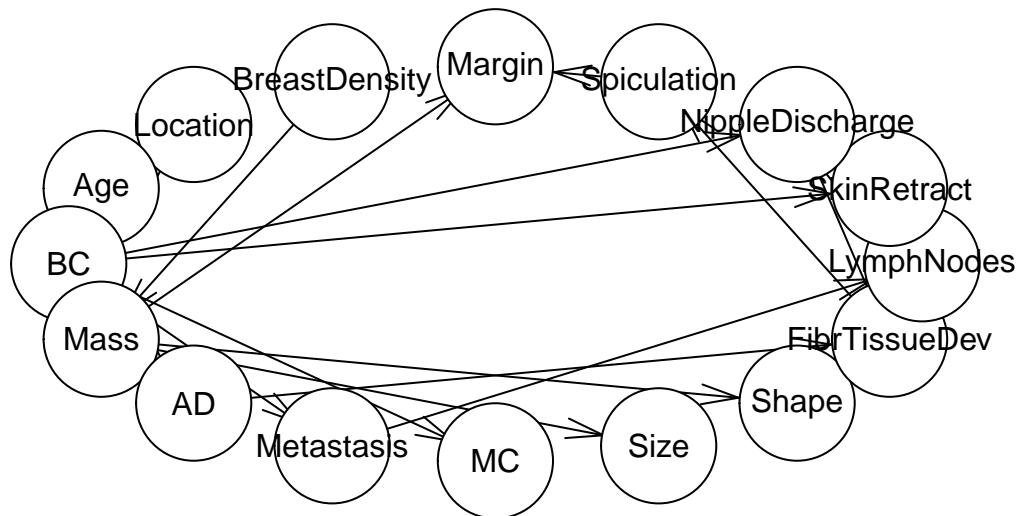 Margin
BreastDensity
Spiculation
Location
NippleDischarge
Age
SkinRetract
BC
LymphNodes
Mass
FibrTissueDev
AD
Shape
Metastasis
Size
MC